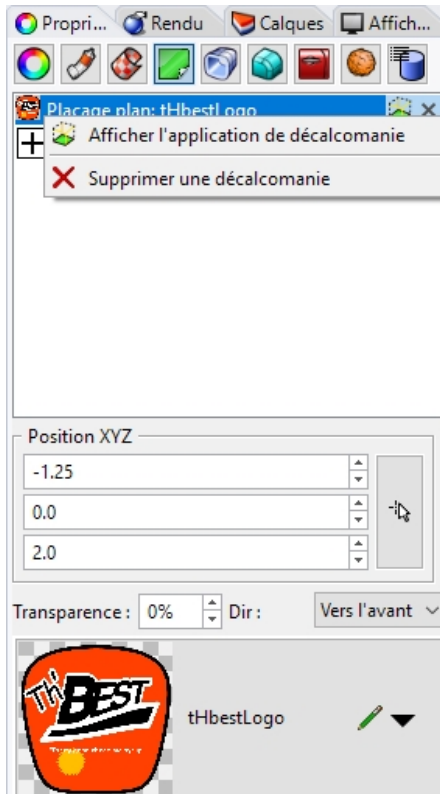 Propri... Rendu Calques Affich...
Placage plan: tHbestLogo
Afficher l'application de décalcomanie
Supprimer une décalcomanie
Position XYZ
-1.25
0.0
2.0
Transparence : 0% Dir : Vers l'avant
Th' BEST
tHbestLogo